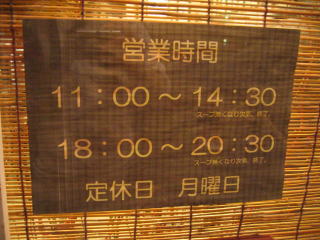 営業時間
11：00～14：30
スープ無くなり次第、終了。
18：00～20：30
スープ無くなり次第、終了。
定休日　月曜日